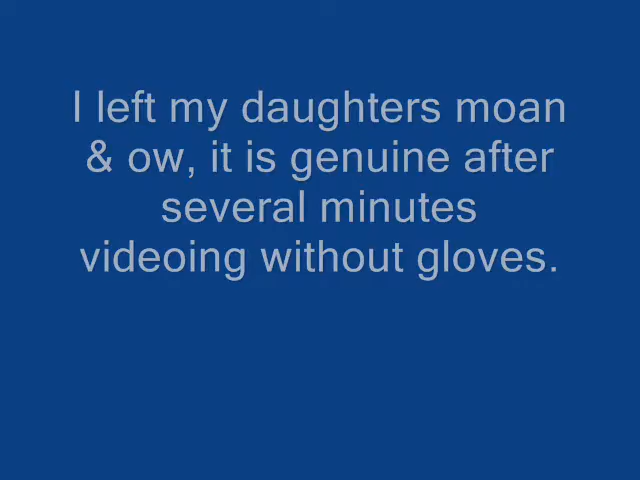 I left my daughters moan
& ow, it is genuine after
several minutes
videoing without gloves.